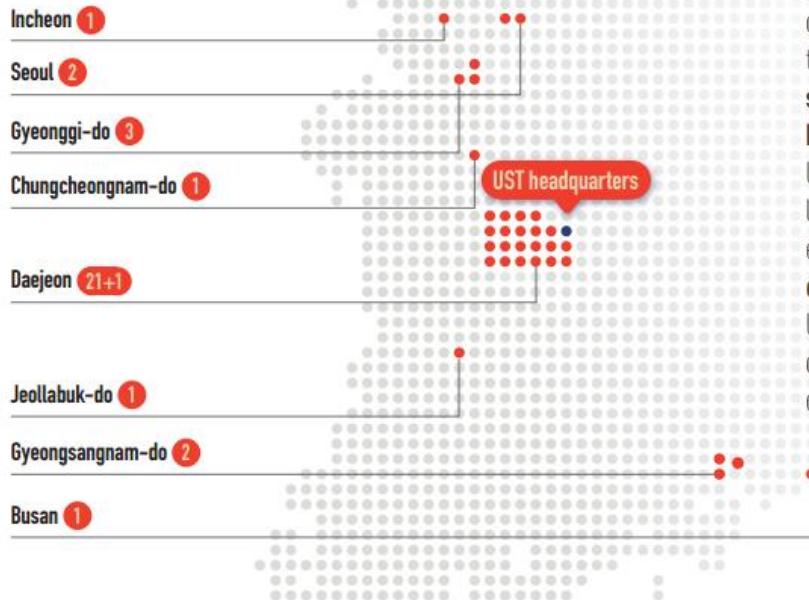 Incheon 1
Seoul 2
Gyeonggi-do 3
Chungcheongnam-do 1
UST headquarters
Daejeon 21+1
Jeollabuk-do 1
Gyeongsangnam-do 2
Busan 1